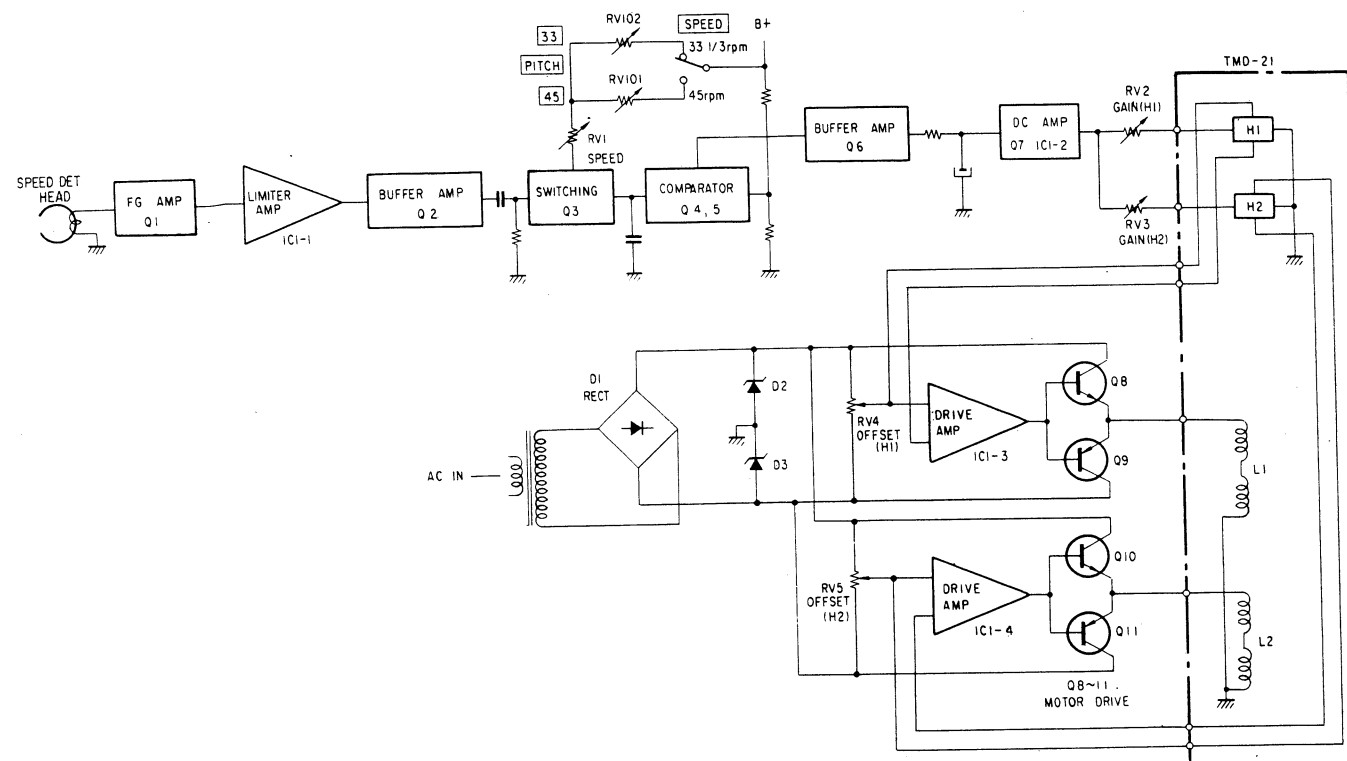 RV102
33
SPEED
B+
33 1/3rpm
PITCH
RV101
45
45rpm
RV1
SPEED
TMD-21
RV2
GAIN(H1)
BUFFER AMP
Q6
DC AMP
Q7 IC1-2
H1
SPEED DET
HEAD
FG AMP
Q1
LIMITER
AMP
IC1-1
BUFFER AMP
Q2
SWITCHING
Q3
COMPARATOR
Q4, 5
H2
RV3
GAIN(H2)
D1
RECT
D2
D3
AC IN
RV4
OFFSET
(H1)
DRIVE
AMP
IC1-3
Q8
Q9
L1
RV5
OFFSET
(H2)
DRIVE
AMP
IC1-4
Q10
Q11
L2
Q8~11.
MOTOR DRIVE